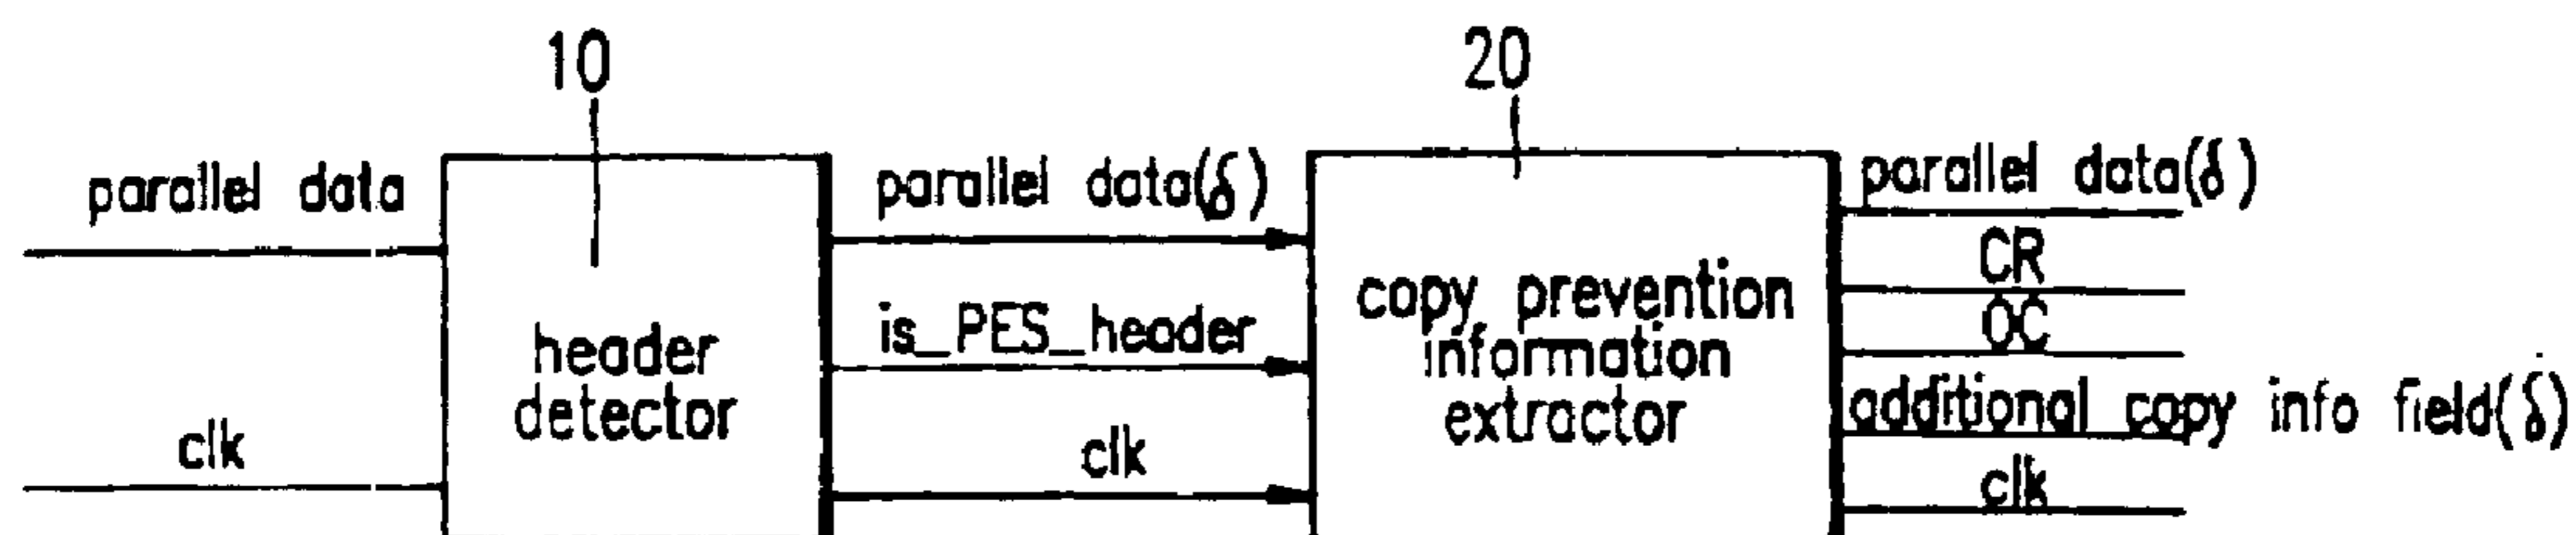 10
20
parallel data
clk
header
detector
parallel data(δ)
is_PES_header
clk
copy prevention
information
extractor
parallel data(δ)
CR
OC
additional copy info field(δ)
clk